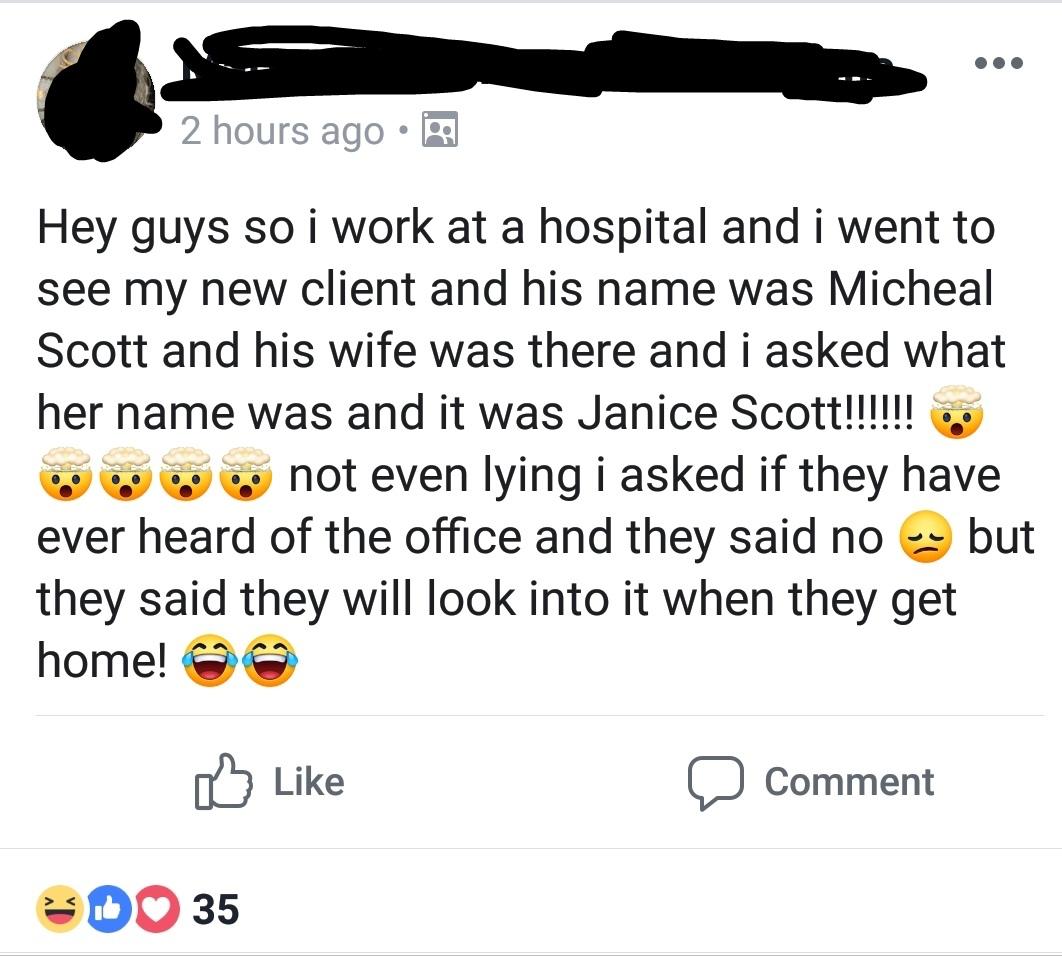 2 hours ago •
Hey guys so i work at a hospital and i went to
see my new client and his name was Micheal
Scott and his wife was there and i asked what
her name was and it was Janice Scott!!!!!! 🤯
🤯🤯🤯🤯 not even lying i asked if they have
ever heard of the office and they said no 😞 but
they said they will look into it when they get
home! 😂😂
Like
Comment
35